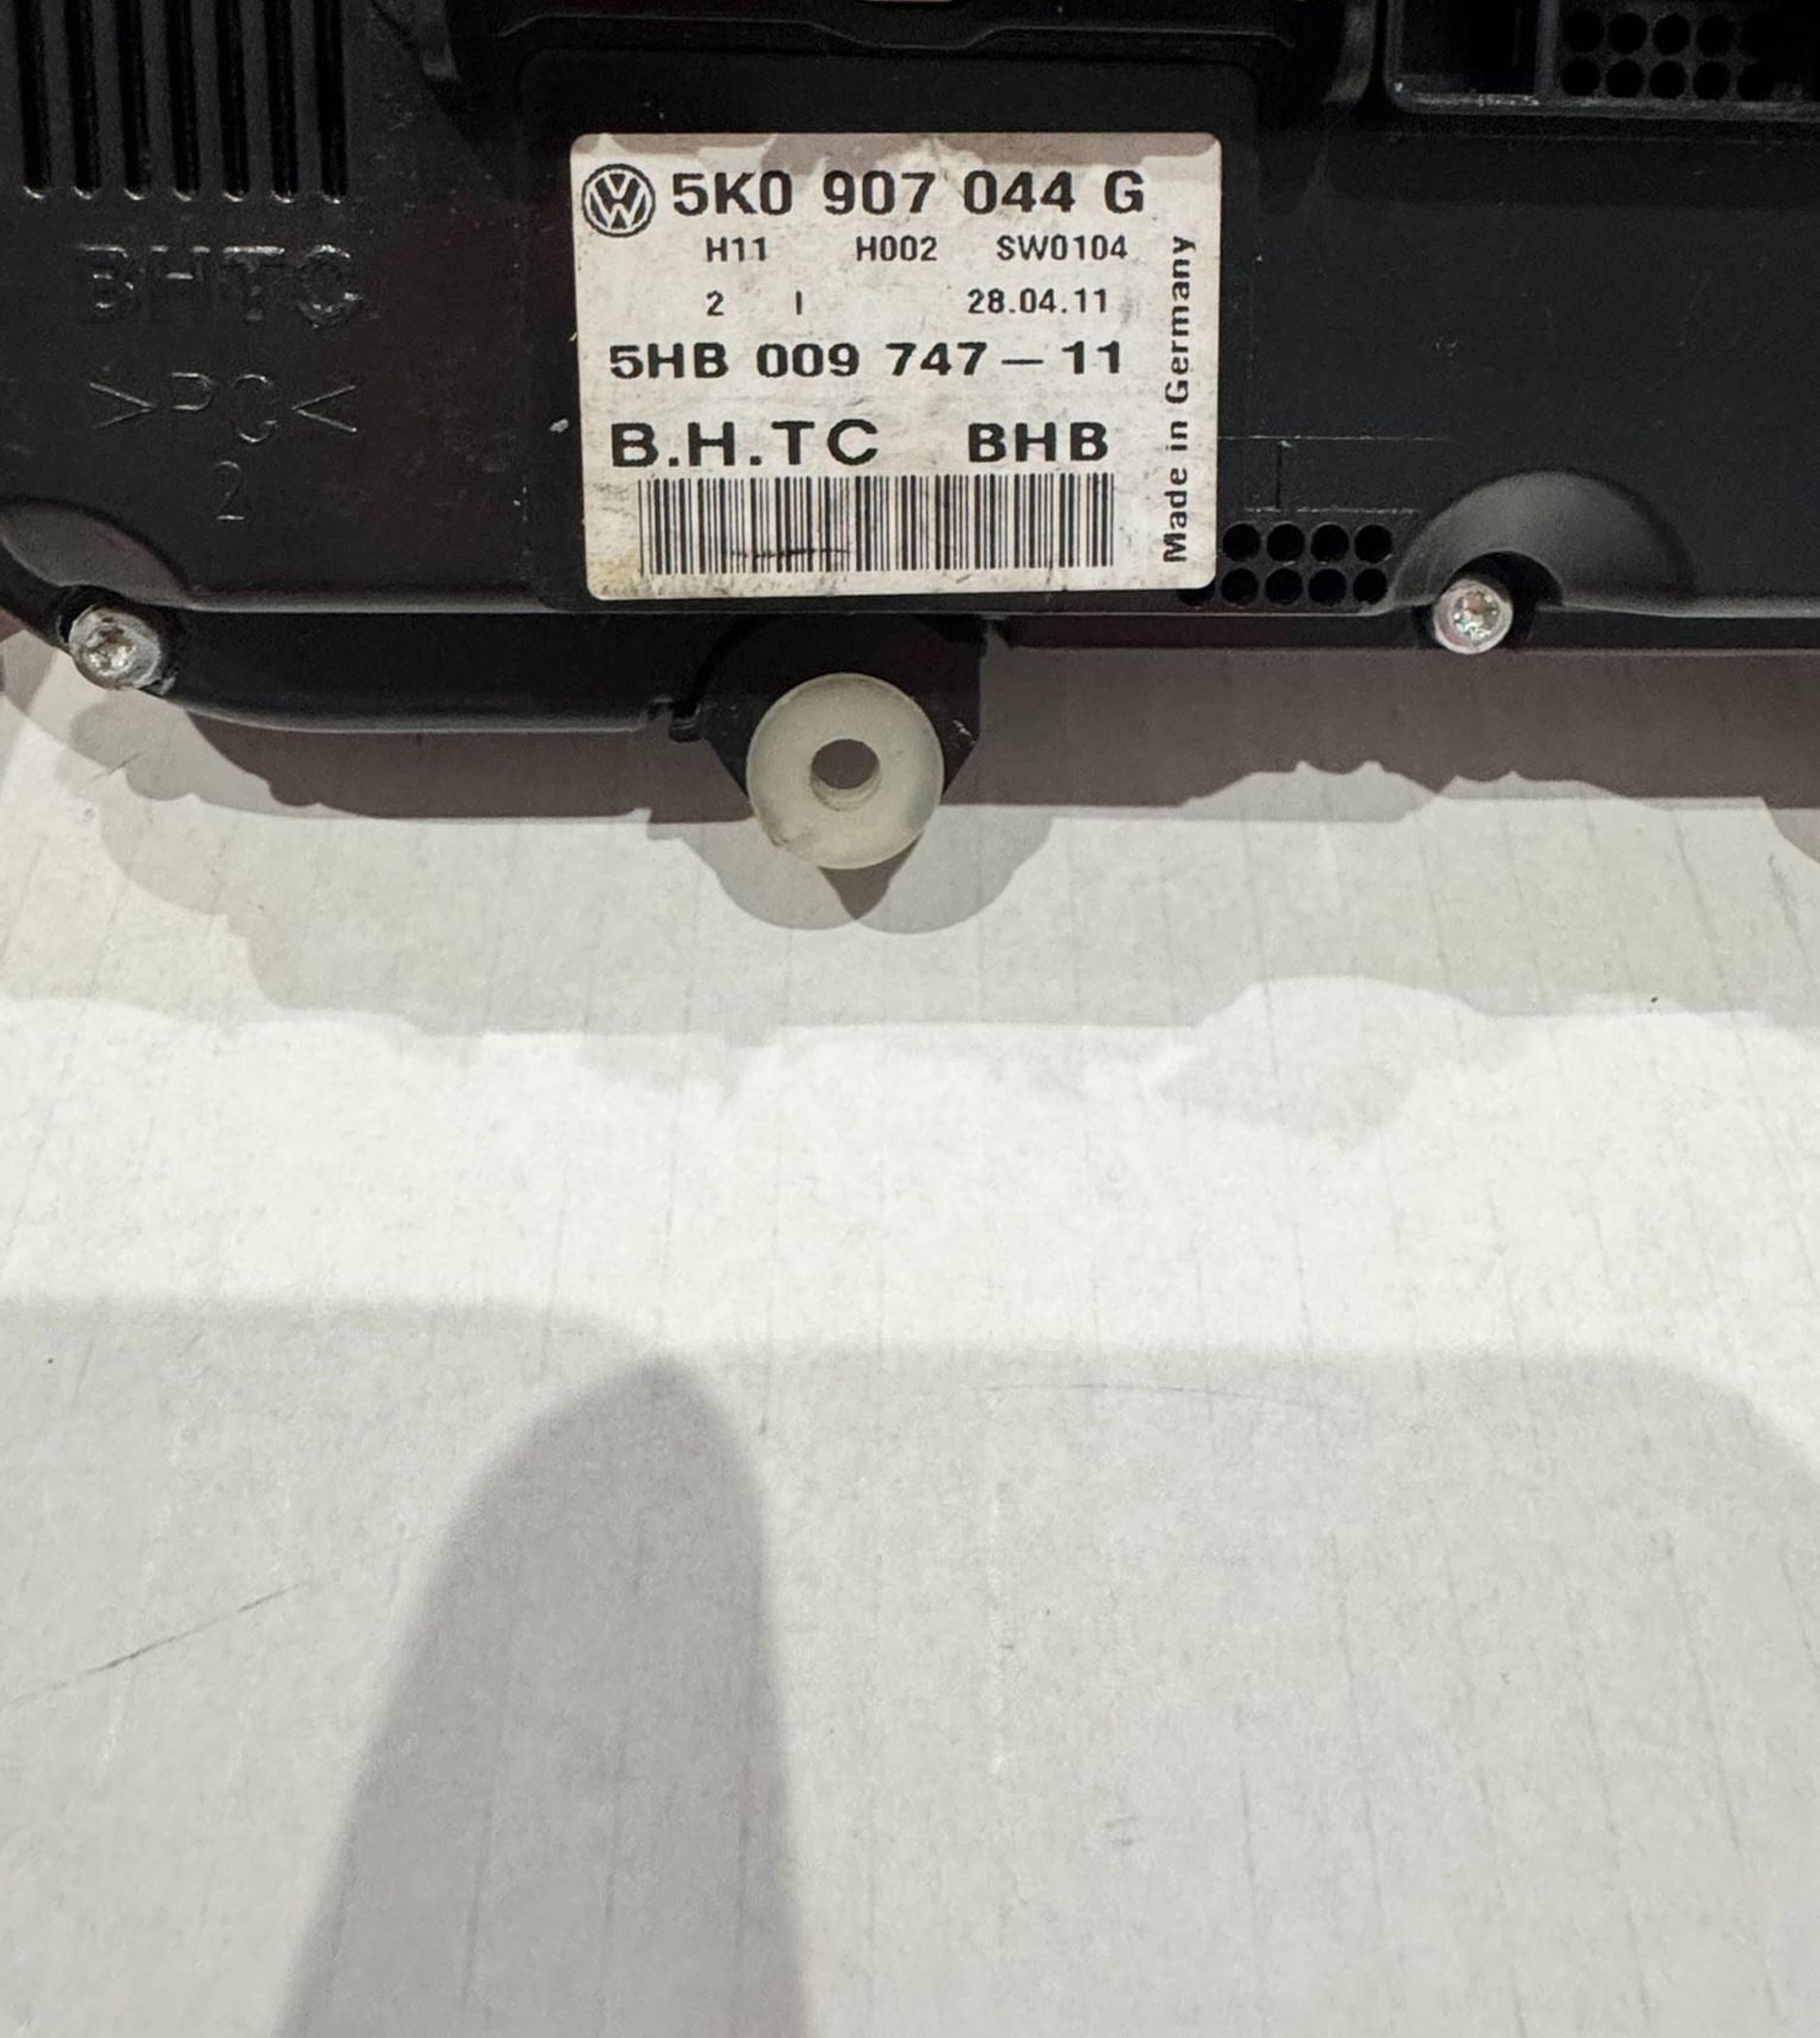 5K0 907 044 G
H11 H002 SW0104
2 I 28.04.11
5HB 009 747-11
B.H.TC BHB
Made in Germany
BHTC
>PC<
2